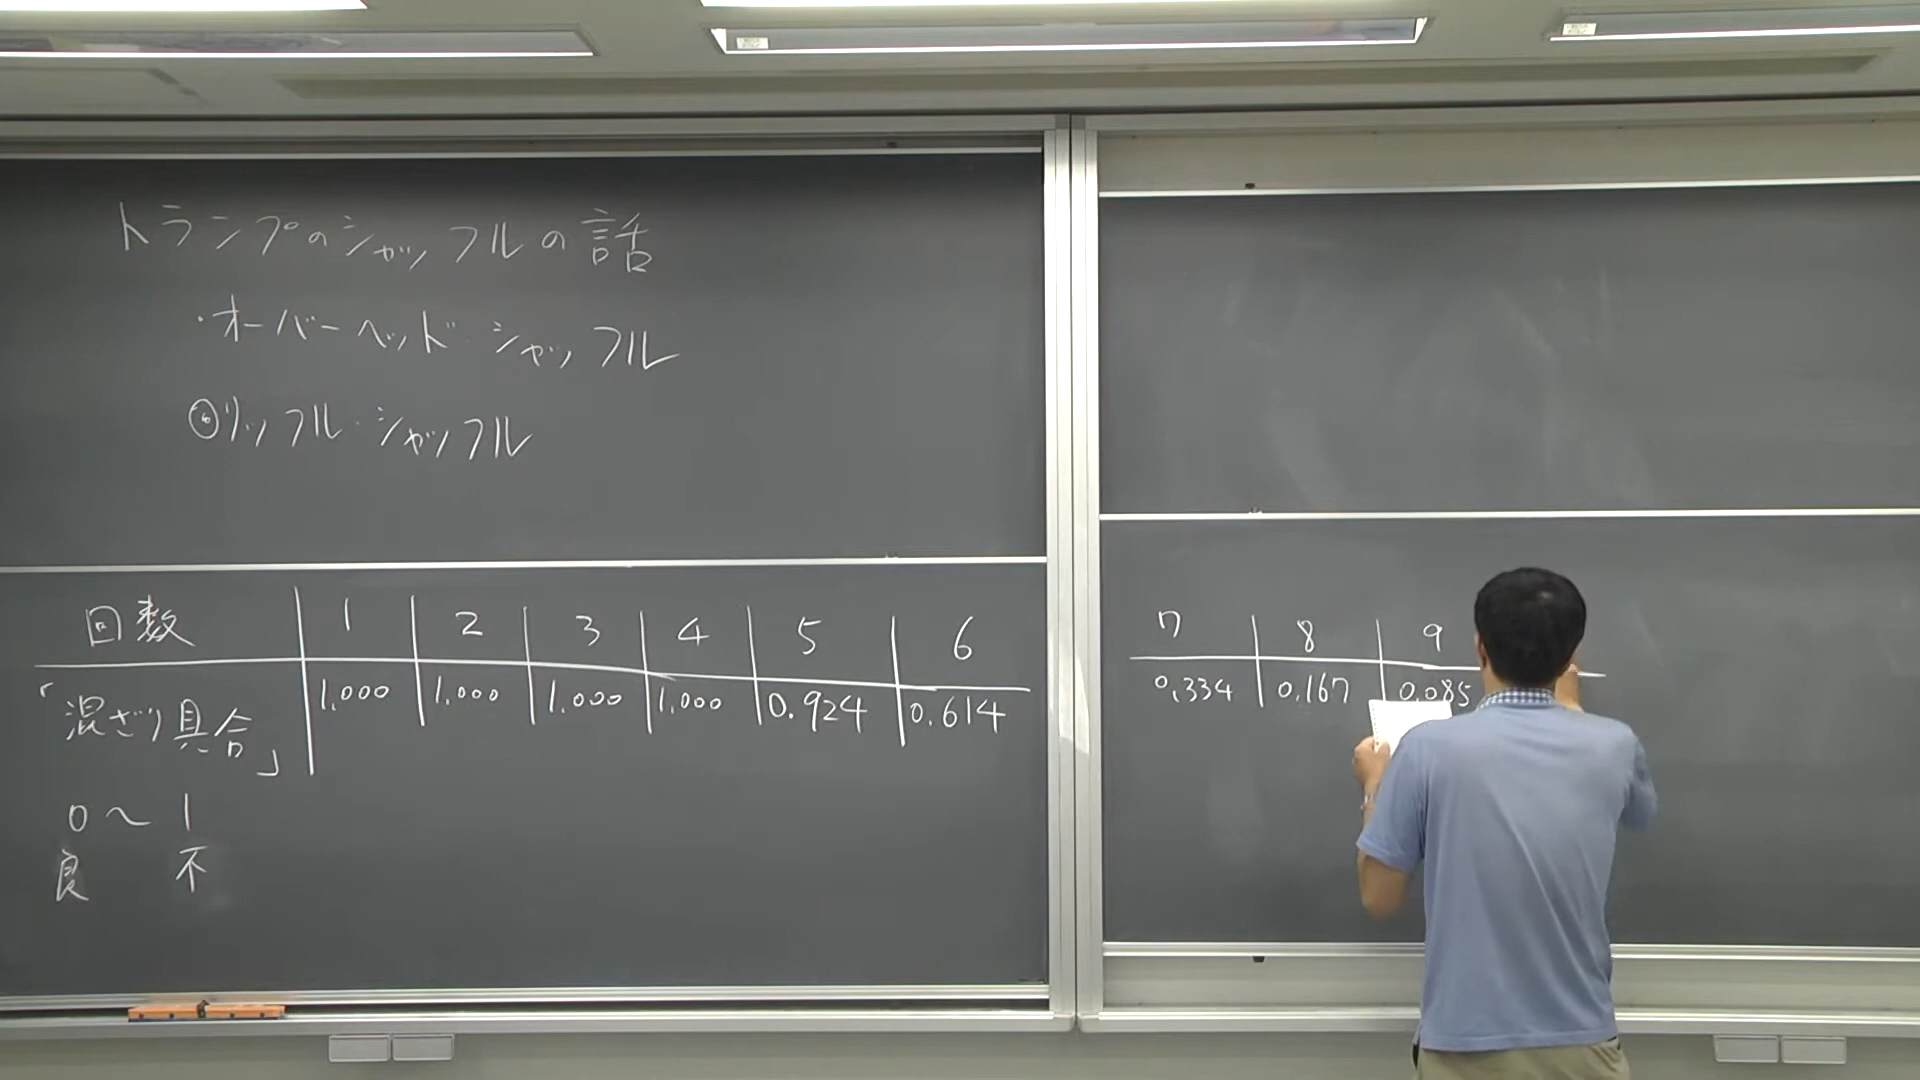 トランプのシャッフルの話
・オーバーヘッド・シャッフル
◎リッフル・シャッフル
回数 1 2 3 4 5 6
「混ざり具合」 1.000 1.000 1.000 1.000 0.924 0.614
0〜1
良 不
7 8 9
0.334 0.167 0.085